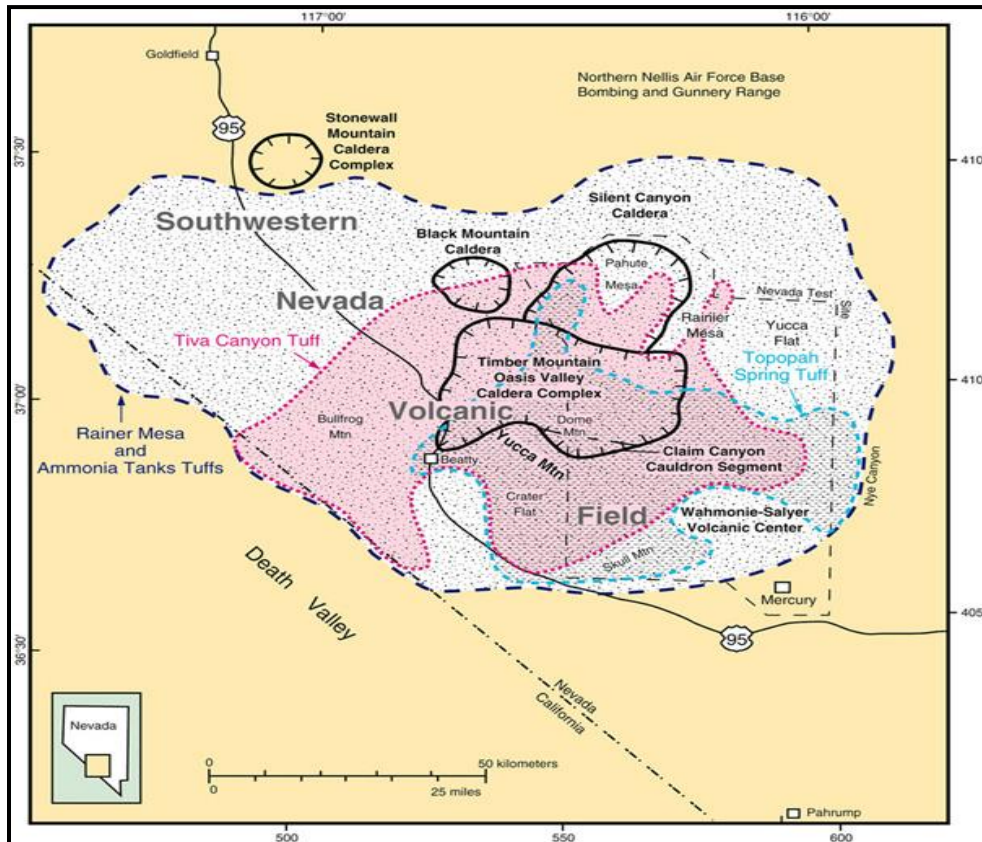 117°00'
116°00'
Goldfield
Northern Nellis Air Force Base
Bombing and Gunnery Range
95
Stonewall
Mountain
Caldera
Complex
37°30'
410
Silent Canyon
Caldera
Southwestern
Black Mountain
Caldera
Pahute
Mesa
Nevada
Nevada Test
Site
Rainier
Mesa
Yucca
Flat
Tiva Canyon Tuff
Topopah
Spring Tuff
Timber Mountain
Oasis Valley
Caldera Complex
37°00'
410
Volcanic
Bullfrog
Mtn
Dome
Mtn
Rainer Mesa
and
Ammonia Tanks Tuffs
Yucca Mtn
Claim Canyon
Cauldron Segment
Beatty
Nye Canyon
Crater
Flat
Field
Wahmonie-Salyer
Volcanic Center
Skull Mtn
Death Valley
Mercury
405
95
36°30'
Nevada
California
Nevada
0
50 kilometers
0
25 miles
Pahrump
500
550
600